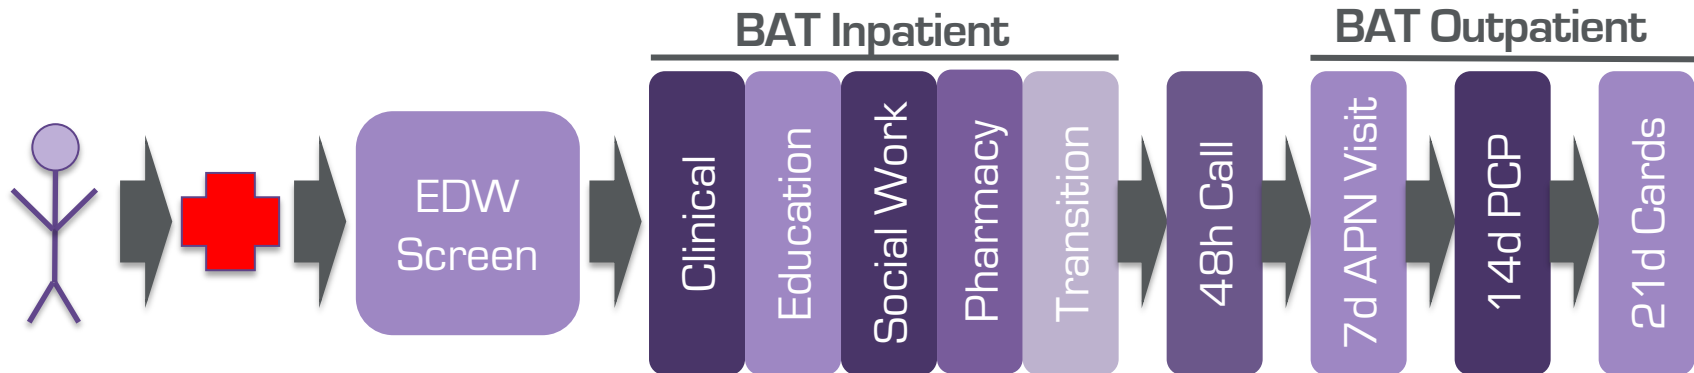 BAT Inpatient
BAT Outpatient
EDW
Screen
Clinical
Education
Social Work
Pharmacy
Transition
48h Call
7d APN Visit
14d PCP
21d Cards